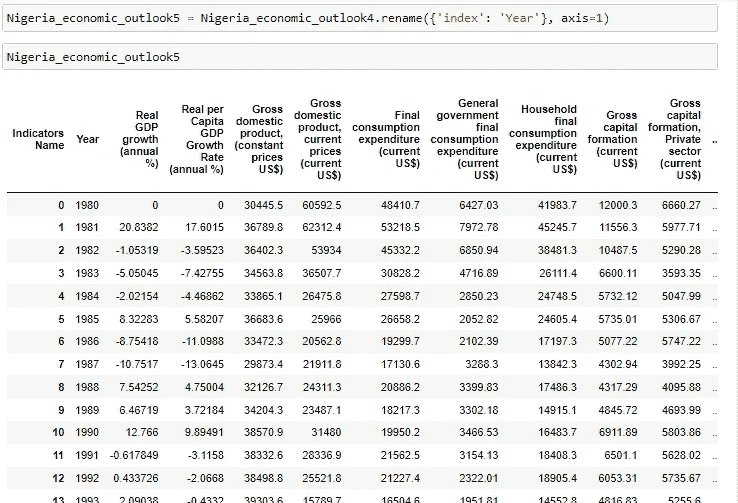 Nigeria_economic_outlook5 = Nigeria_economic_outlook4.rename({'index': 'Year'}, axis=1)
Nigeria_economic_outlook5
Indicators Name Year Real GDP growth (annual %) Real per Capita GDP Growth Rate (annual %) Gross domestic product, (constant prices US$) Gross domestic product, current prices (current US$) Final consumption expenditure (current US$) General government final consumption expenditure (current US$) Household final consumption expenditure (current US$) Gross capital formation (current US$) Gross capital formation, Private sector (current US$) ..
0 1980 0 0 30445.5 60592.5 48410.7 6427.03 41983.7 12000.3 6660.27 ..
1 1981 20.8382 17.6015 36789.8 62312.4 53218.5 7972.78 45245.7 11556.3 5977.71 ..
2 1982 -1.05319 -3.59523 36402.3 53934 45332.2 6850.94 38481.3 10487.5 5290.28 ..
3 1983 -5.05045 -7.42755 34563.8 36507.7 30828.2 4716.89 26111.4 6600.11 3593.35 ..
4 1984 -2.02154 -4.46862 33865.1 26475.8 27598.7 2850.23 24748.5 5732.12 5047.99 ..
5 1985 8.32283 5.58207 36683.6 25966 26658.2 2052.82 24605.4 5735.01 5306.67 ..
6 1986 -8.75418 -11.0988 33472.3 20562.8 19299.7 2102.39 17197.3 5077.22 5747.22 ..
7 1987 -10.7517 -13.0645 29873.4 21911.8 17130.6 3288.3 13842.3 4302.94 3992.25 ..
8 1988 7.54252 4.75004 32126.7 24311.3 20886.2 3399.83 17486.3 4317.29 4095.88 ..
9 1989 6.46719 3.72184 34204.3 23487.1 18217.3 3302.18 14915.1 4845.72 4693.99 ..
10 1990 12.766 9.89491 38570.9 31480 19950.2 3466.53 16483.7 6911.89 5803.86 ..
11 1991 -0.617849 -3.1158 38332.6 28336.9 21562.5 3154.13 18408.3 6501.1 5628.02 ..
12 1992 0.433726 -2.0668 38498.8 25521.8 21227.4 2322.01 18905.4 6053.31 5735.67 ..
13 1993 2.09038 -0.4332 39303.6 15789.7 16504.6 1951.81 14552.8 4816.83 5255.6